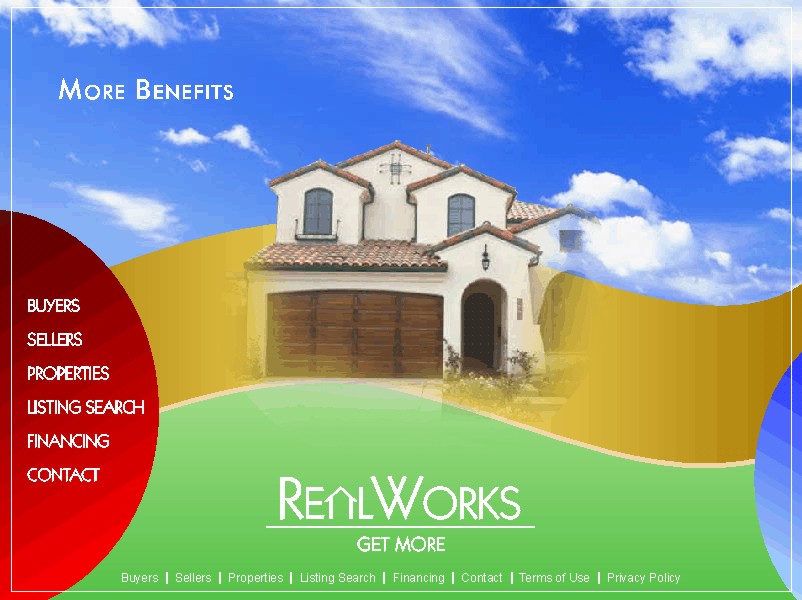 MORE BENEFITS
BUYERS
SELLERS
PROPERTIES
LISTING SEARCH
FINANCING
CONTACT
REALWORKS
GET MORE
Buyers | Sellers | Properties | Listing Search | Financing | Contact | Terms of Use | Privacy Policy